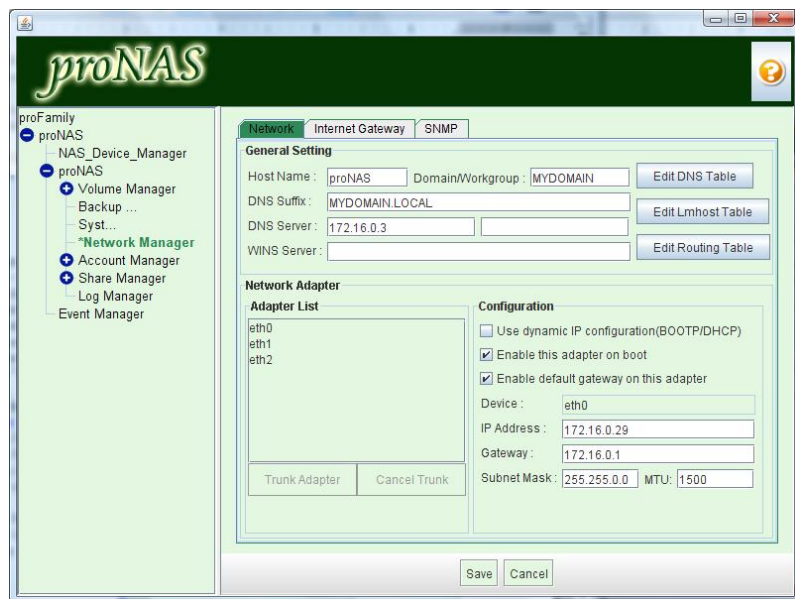 proNAS
proFamily
proNAS
NAS_Device_Manager
proNAS
Volume Manager
Backup ...
Syst...
*Network Manager
Account Manager
Share Manager
Log Manager
Event Manager
Network Internet Gateway SNMP
General Setting
Host Name : proNAS Domain/Workgroup : MYDOMAIN Edit DNS Table
DNS Suffix : MYDOMAIN.LOCAL Edit Lmhost Table
DNS Server : 172.16.0.3
WINS Server : Edit Routing Table
Network Adapter
Adapter List
eth0
eth1
eth2
Trunk Adapter Cancel Trunk
Configuration
Use dynamic IP configuration(BOOTP/DHCP)
Enable this adapter on boot
Enable default gateway on this adapter
Device : eth0
IP Address : 172.16.0.29
Gateway : 172.16.0.1
Subnet Mask : 255.255.0.0 MTU: 1500
Save Cancel